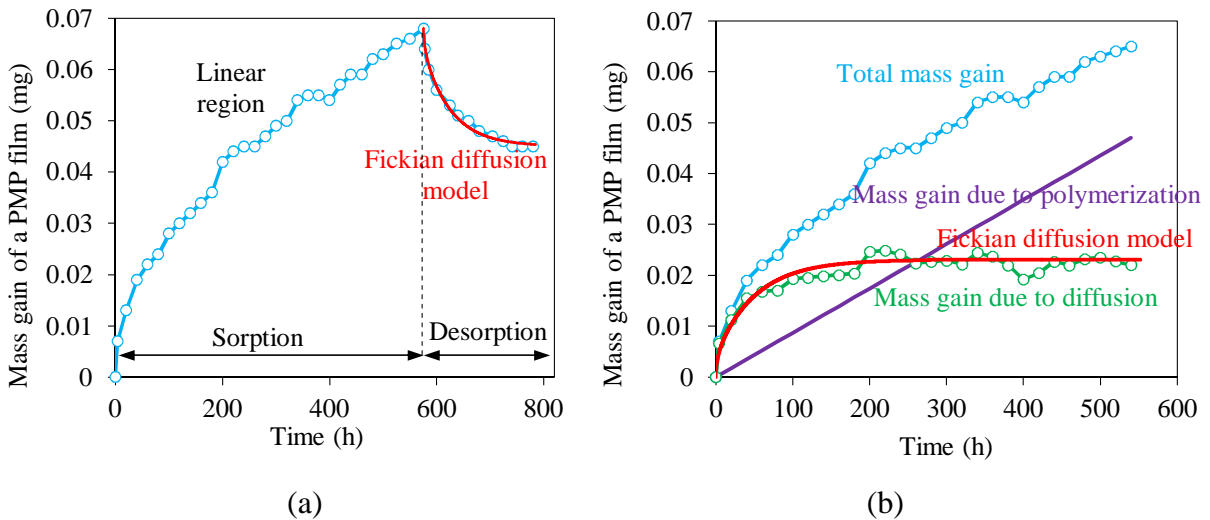 Mass gain of a PMP film (mg)
0.07
0.06
0.05
0.04
0.03
0.02
0.01
0
Linear
region
Fickian diffusion
model
Sorption
Desorption
0 200 400 600 800
Time (h)
(a)
Mass gain of a PMP film (mg)
0.07
0.06
0.05
0.04
0.03
0.02
0.01
0
Total mass gain
Mass gain due to polymerization
Fickian diffusion model
Mass gain due to diffusion
0 100 200 300 400 500 600
Time (h)
(b)